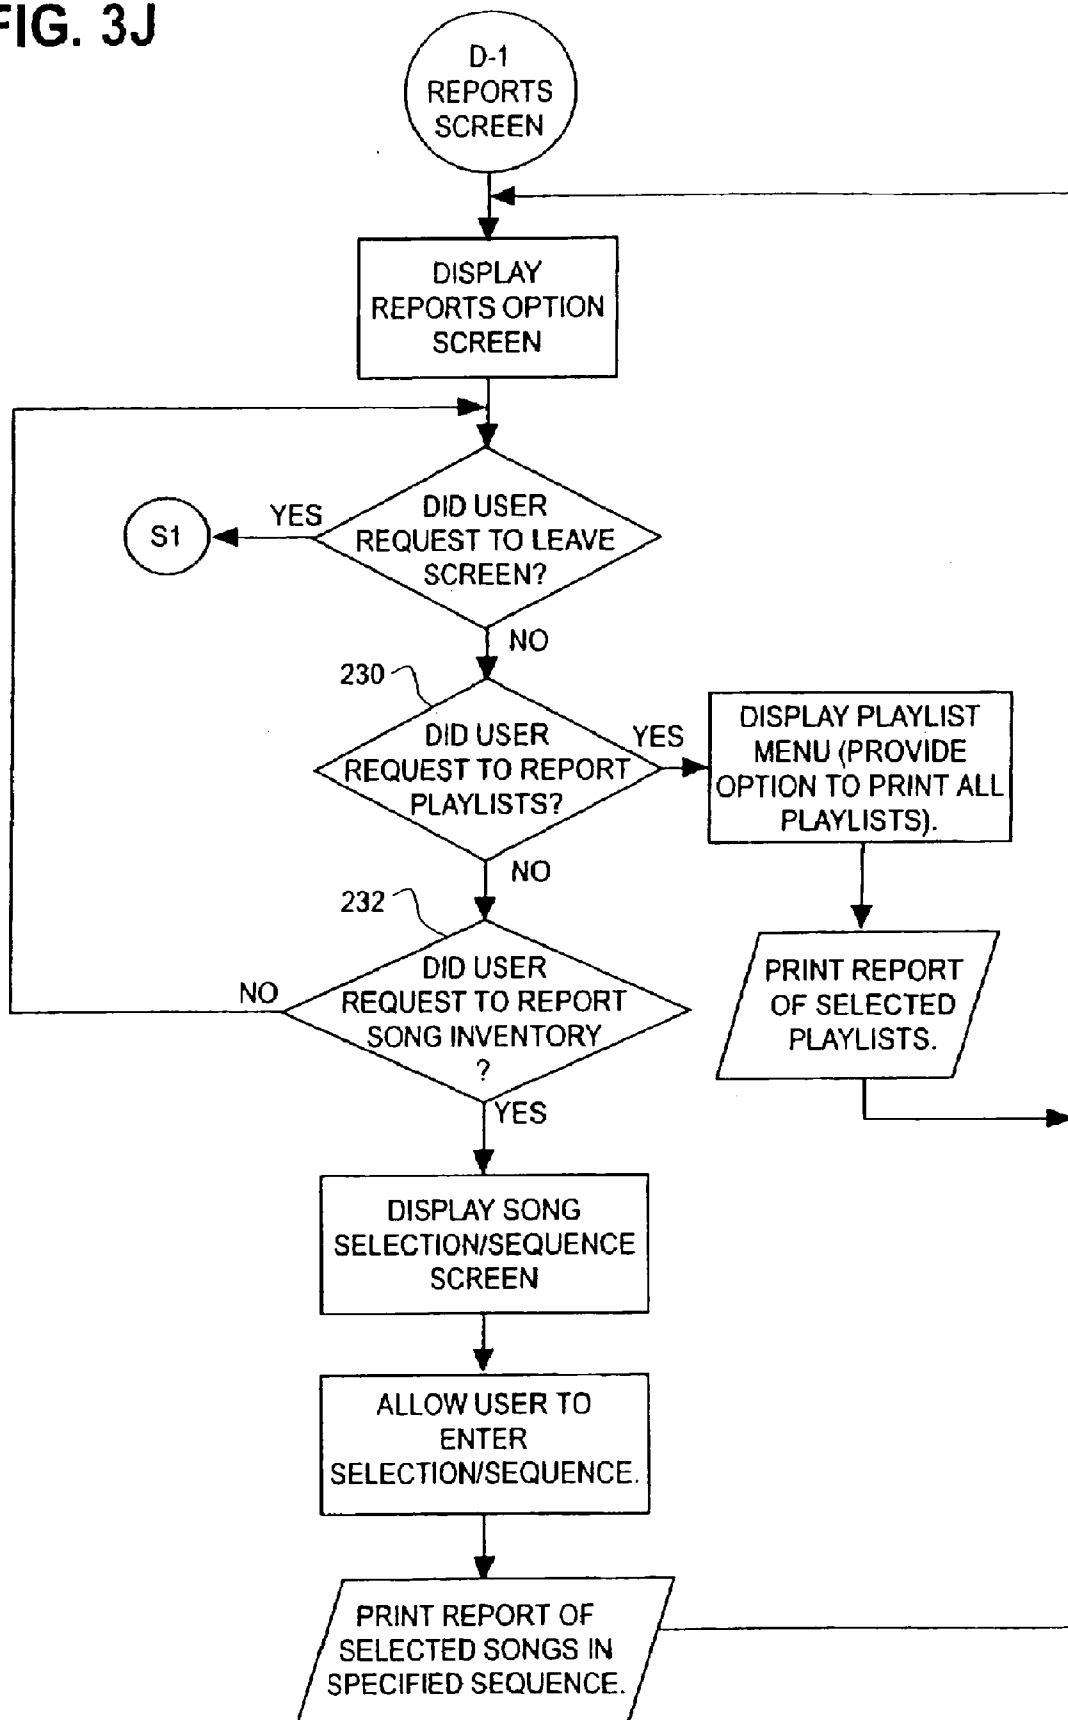 FIG. 3J
D-1
REPORTS
SCREEN
DISPLAY
REPORTS OPTION
SCREEN
DID USER
REQUEST TO LEAVE
SCREEN?
YES
S1
NO
230
DID USER
REQUEST TO REPORT
PLAYLISTS?
YES
DISPLAY PLAYLIST
MENU (PROVIDE
OPTION TO PRINT ALL
PLAYLISTS).
NO
232
DID USER
REQUEST TO REPORT
SONG INVENTORY
?
NO
PRINT REPORT
OF SELECTED
PLAYLISTS.
YES
DISPLAY SONG
SELECTION/SEQUENCE
SCREEN
ALLOW USER TO
ENTER
SELECTION/SEQUENCE.
PRINT REPORT OF
SELECTED SONGS IN
SPECIFIED SEQUENCE.